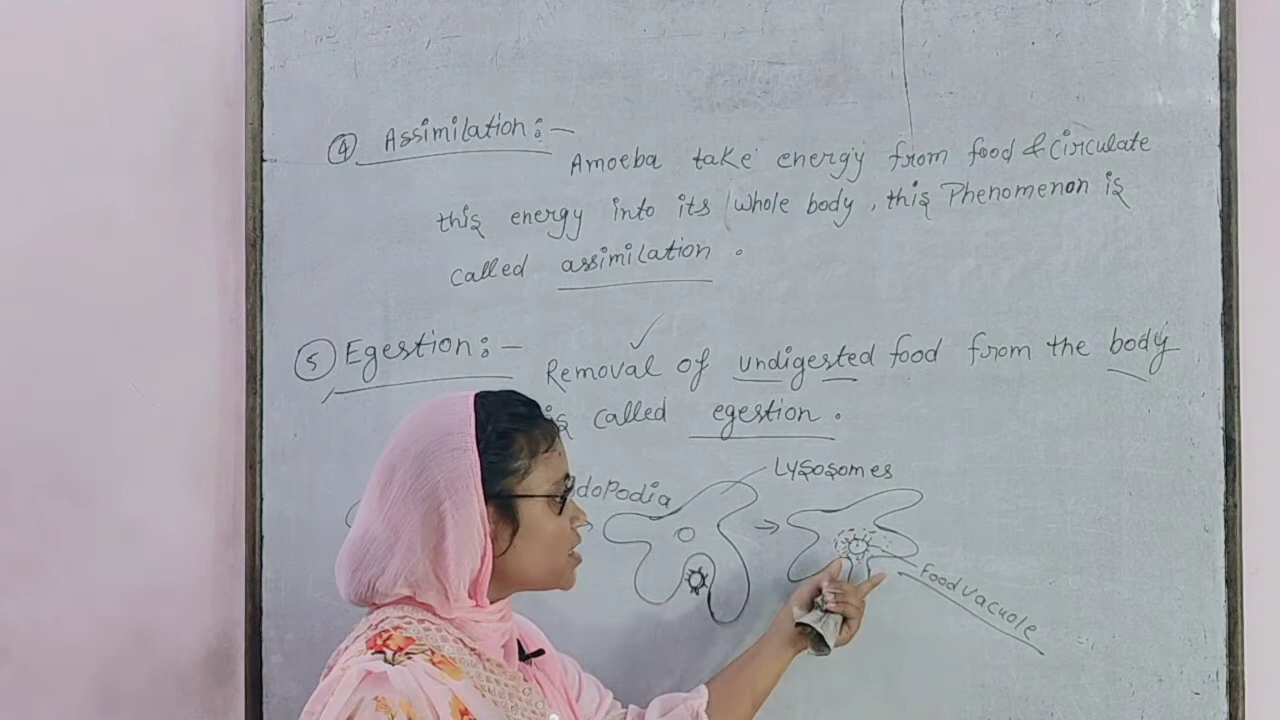 ④ Assimilation:-
Amoeba take energy from food & circulate
this energy into its whole body, this Phenomenon is
called assimilation.
⑤ Egestion:-
Removal of undigested food from the body
is called egestion.
Lysosomes
Food vacuole